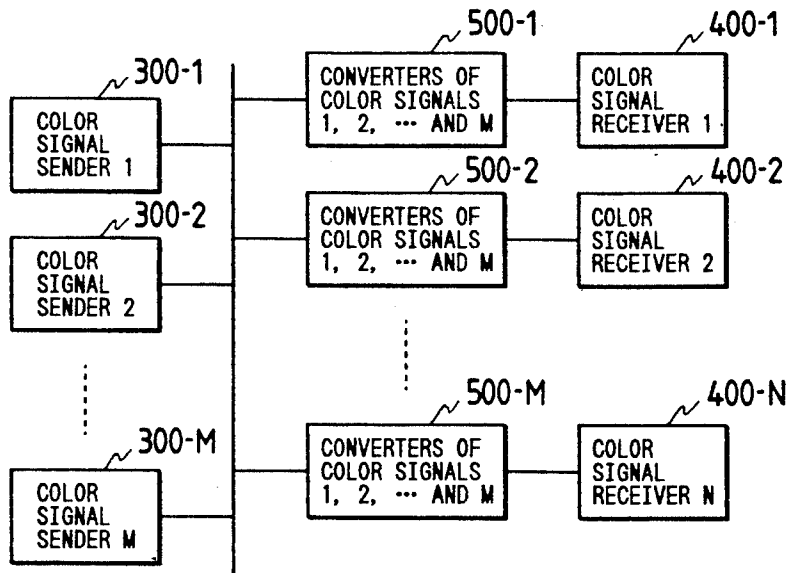 300-1
COLOR
SIGNAL
SENDER 1
300-2
COLOR
SIGNAL
SENDER 2
300-M
COLOR
SIGNAL
SENDER M
500-1
CONVERTERS OF
COLOR SIGNALS
1, 2, ··· AND M
400-1
COLOR
SIGNAL
RECEIVER 1
500-2
CONVERTERS OF
COLOR SIGNALS
1, 2, ··· AND M
400-2
COLOR
SIGNAL
RECEIVER 2
500-M
CONVERTERS OF
COLOR SIGNALS
1, 2, ··· AND M
400-N
COLOR
SIGNAL
RECEIVER N